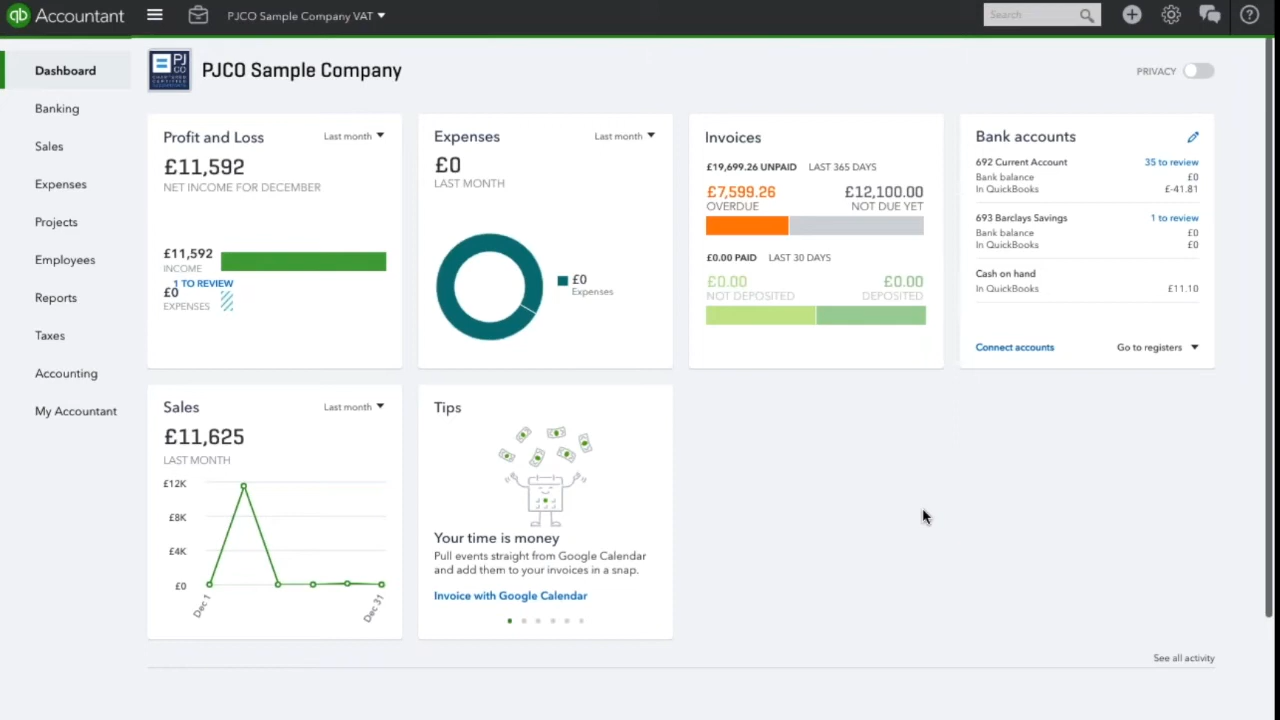 qb Accountant
PJCO Sample Company VAT
Search
Dashboard
Banking
Sales
Expenses
Projects
Employees
Reports
Taxes
Accounting
My Accountant
PJ
CO
PJCO Sample Company
PRIVACY
Profit and Loss
Last month
£11,592
NET INCOME FOR DECEMBER
£11,592
INCOME
1 TO REVIEW
£0
EXPENSES
Expenses
Last month
£0
LAST MONTH
£0
Expenses
Invoices
£19,699.26 UNPAID LAST 365 DAYS
£7,599.26 £12,100.00
OVERDUE NOT DUE YET
£0.00 PAID LAST 30 DAYS
£0.00 £0.00
NOT DEPOSITED DEPOSITED
Bank accounts
692 Current Account 35 to review
Bank balance £0
In QuickBooks £-41.81
693 Barclays Savings 1 to review
Bank balance £0
In QuickBooks £0
Cash on hand
In QuickBooks £11.10
Connect accounts Go to registers
Sales
Last month
£11,625
LAST MONTH
£12K
£8K
£4K
£0
Dec 1
Dec 31
Tips
Your time is money
Pull events straight from Google Calendar
and add them to your invoices in a snap.
Invoice with Google Calendar
See all activity